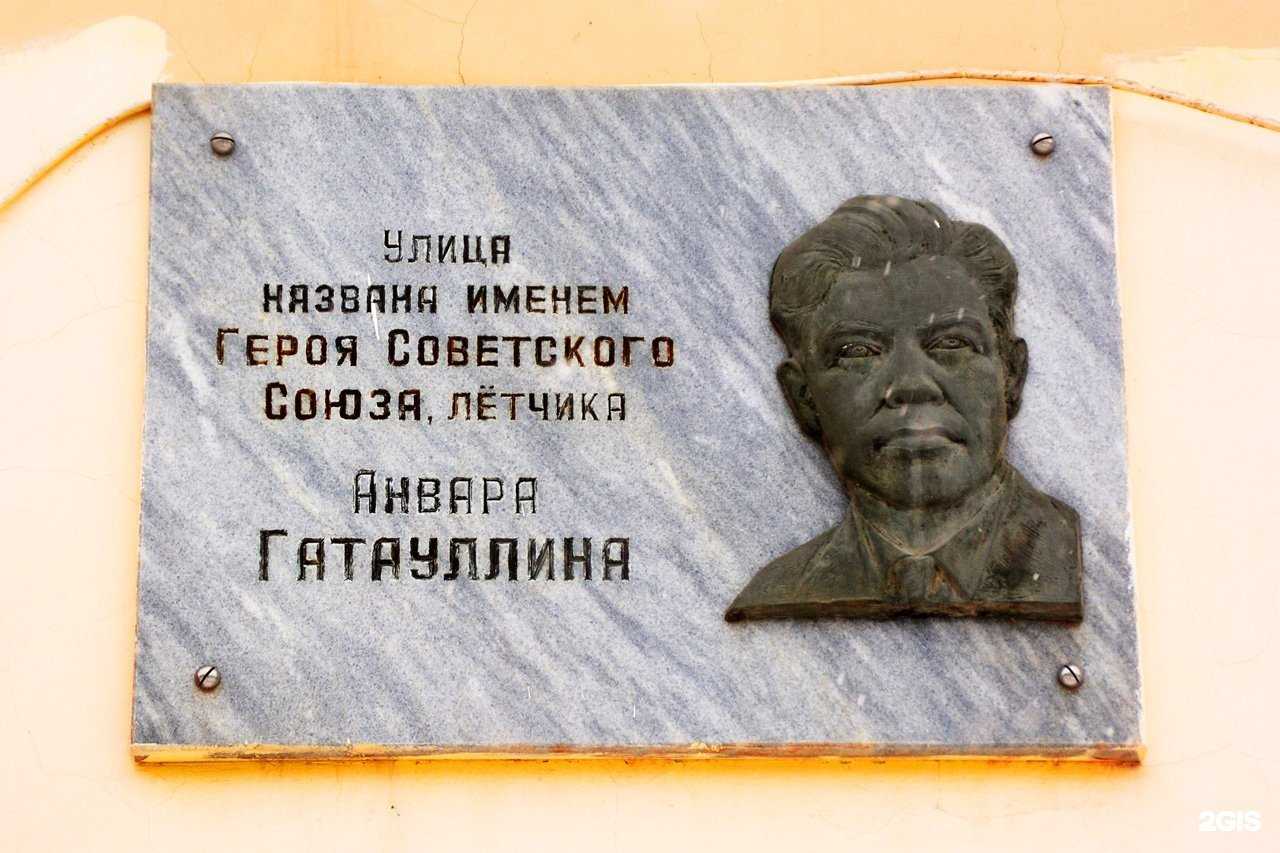 Улица
названа именем
Героя Советского
Союза, лётчика
Анвара
Гатауллина
2GIS